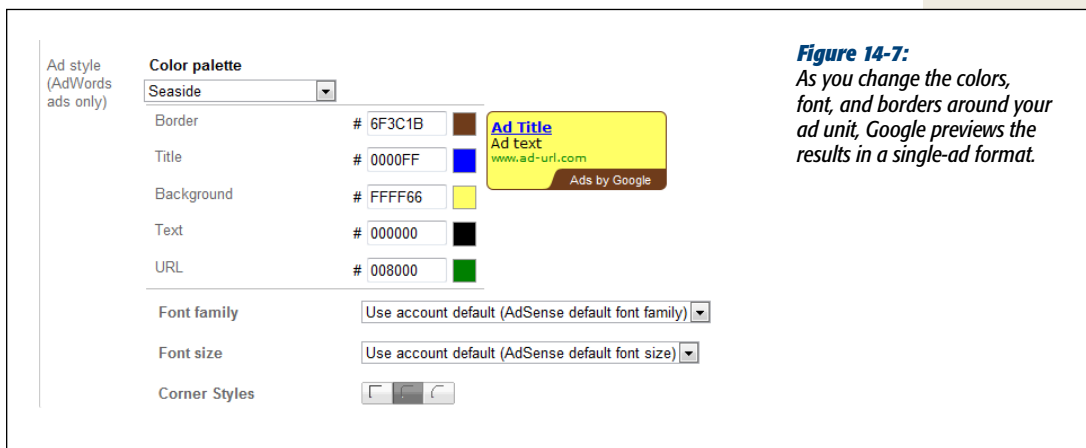 Ad style
(AdWords
ads only)
Color palette
Seaside
Border # 6F3C1B
Title # 0000FF
Background # FFFF66
Text # 000000
URL # 008000
Ad Title
Ad text
www.ad-url.com
Ads by Google
Font family Use account default (AdSense default font family)
Font size Use account default (AdSense default font size)
Corner Styles
Figure 14-7:
As you change the colors,
font, and borders around your
ad unit, Google previews the
results in a single-ad format.